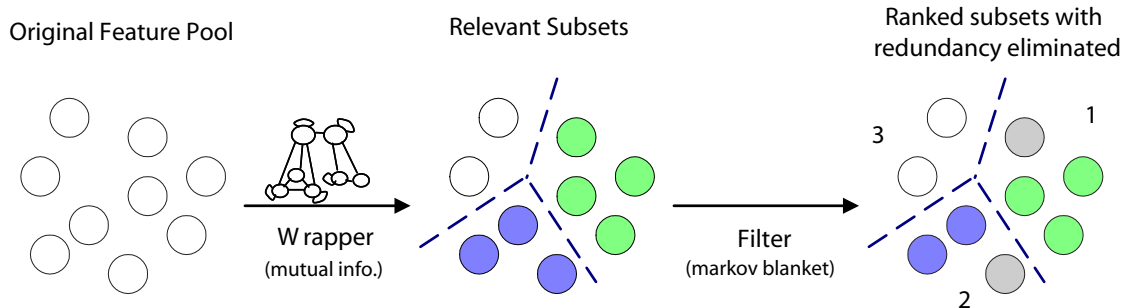 Original Feature Pool
Relevant Subsets
Ranked subsets with
redundancy eliminated
W rapper
(mutual info.)
Filter
(markov blanket)
3
1
2